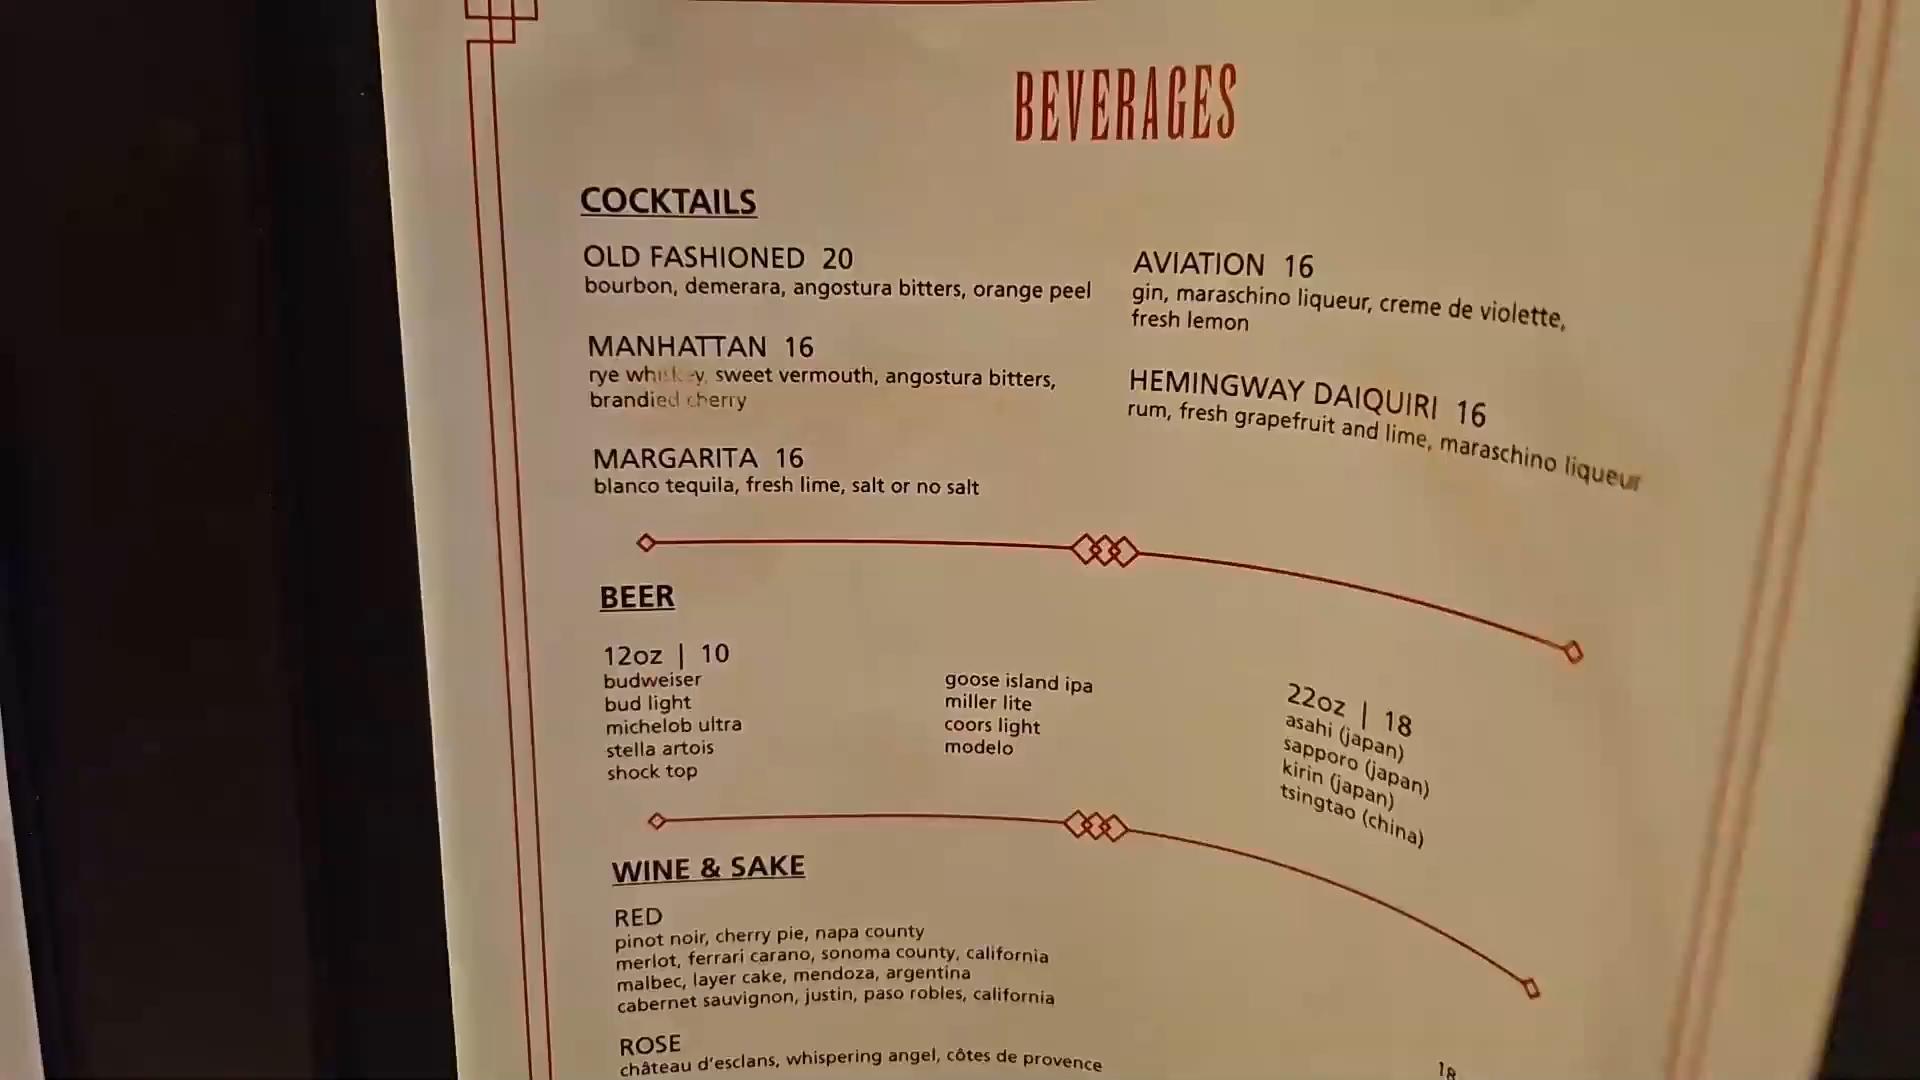 BEVERAGES
COCKTAILS
OLD FASHIONED 20
bourbon, demerara, angostura bitters, orange peel
MANHATTAN 16
rye whiskey, sweet vermouth, angostura bitters,
brandied cherry
MARGARITA 16
blanco tequila, fresh lime, salt or no salt
AVIATION 16
gin, maraschino liqueur, creme de violette,
fresh lemon
HEMINGWAY DAIQUIRI 16
rum, fresh grapefruit and lime, maraschino liqueur
BEER
12oz | 10
budweiser
bud light
michelob ultra
stella artois
shock top
goose island ipa
miller lite
coors light
modelo
22oz | 18
asahi (japan)
sapporo (japan)
kirin (japan)
tsingtao (china)
WINE & SAKE
RED
pinot noir, cherry pie, napa county
merlot, ferrari carano, sonoma county, california
malbec, layer cake, mendoza, argentina
cabernet sauvignon, justin, paso robles, california
ROSE
château d'esclans, whispering angel, côtes de provence
18